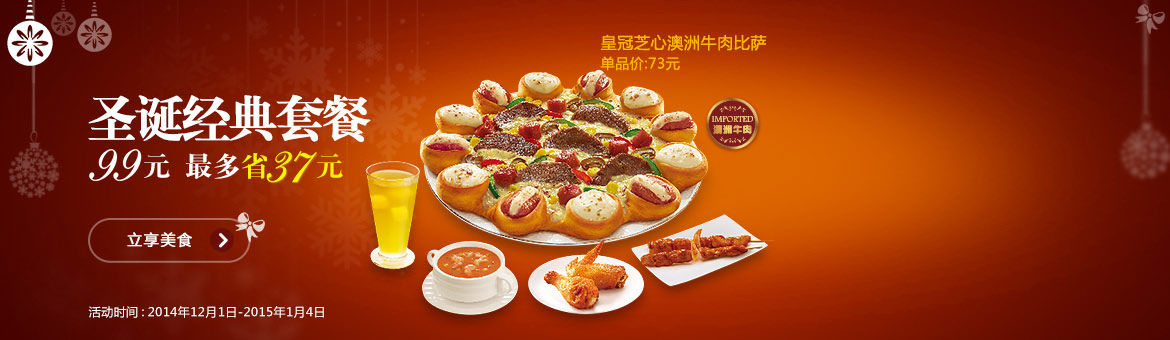 皇冠芝心澳洲牛肉比萨
单品价:73元
IMPORTED
澳洲牛肉
圣诞经典套餐
99元 最多省37元
立享美食
活动时间 : 2014年12月1日-2015年1月4日